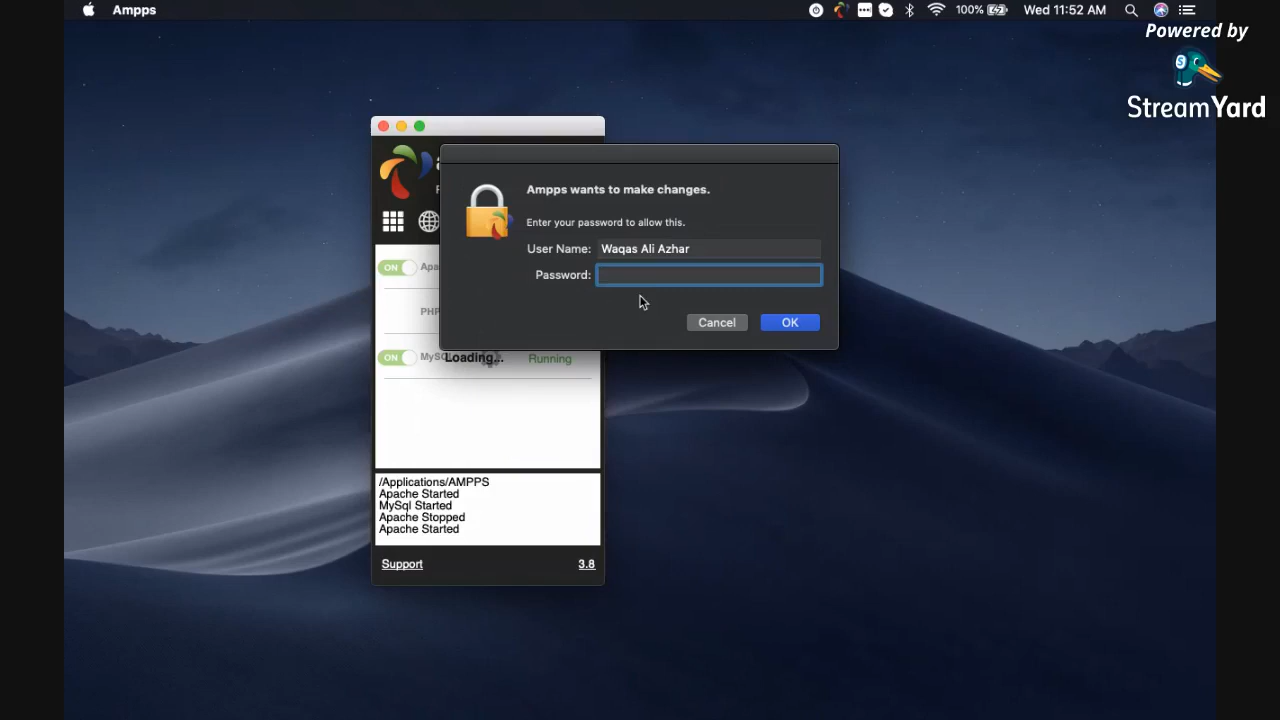 Ampps
100%
Wed 11:52 AM
Powered by
S
StreamYard
Ampps wants to make changes.
Enter your password to allow this.
User Name: Waqas Ali Azhar
Password:
Cancel
OK
ON
ON
Loading...
Running
/Applications/AMPPS
Apache Started
MySql Started
Apache Stopped
Apache Started
Support
3.8